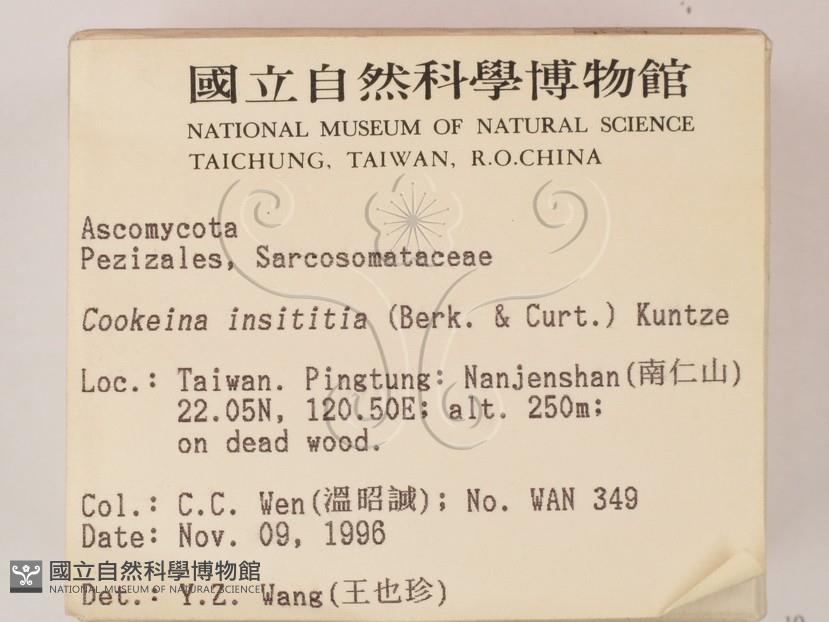 國立自然科學博物館
NATIONAL MUSEUM OF NATURAL SCIENCE
TAICHUNG, TAIWAN, R.O.CHINA
Ascomycota
Pezizales, Sarcosomataceae
Cookeina insititia (Berk. & Curt.) Kuntze
Loc.: Taiwan. Pingtung: Nanjenshan(南仁山)
22.05N, 120.50E; alt. 250m;
on dead wood.
Col.: C.C. Wen(溫昭誠); No. WAN 349
Date: Nov. 09, 1996
國立自然科學博物館
NATIONAL MUSEUM OF NATURAL SCIENCE
Det.: Y.Z. Wang(王也珍)